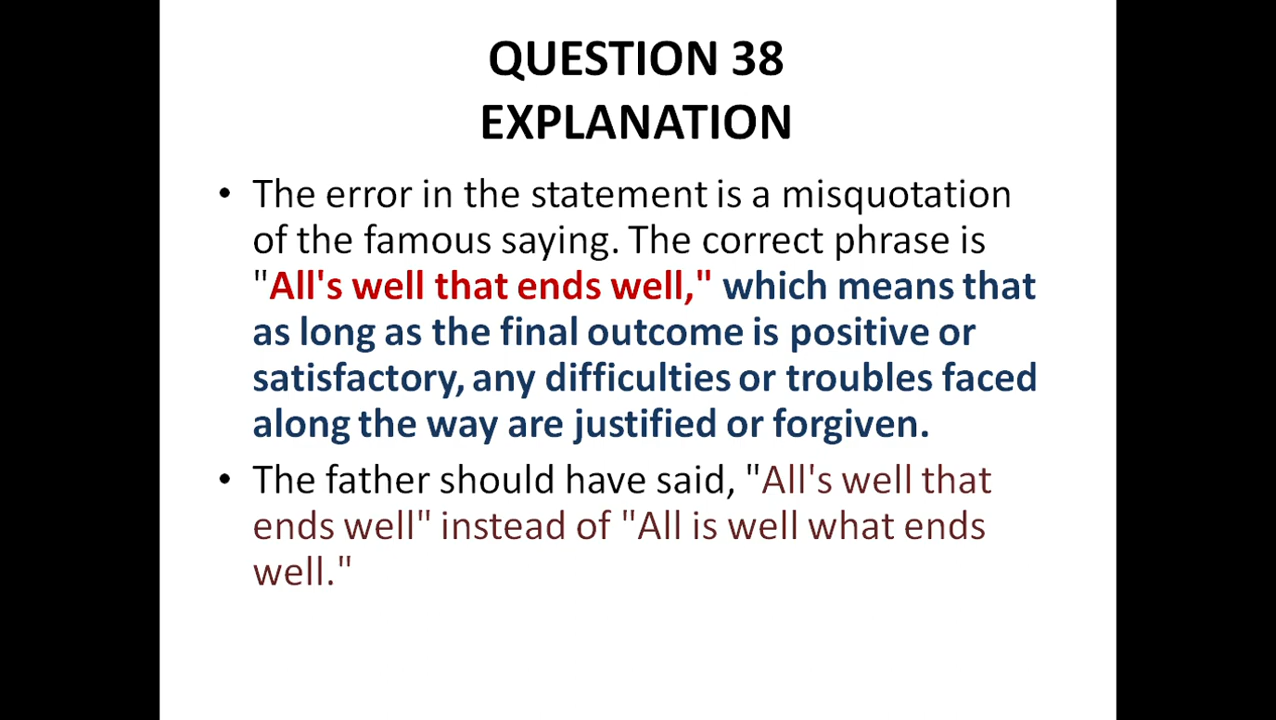 QUESTION 38
EXPLANATION
• The error in the statement is a misquotation
of the famous saying. The correct phrase is
"All's well that ends well," which means that
as long as the final outcome is positive or
satisfactory, any difficulties or troubles faced
along the way are justified or forgiven.
• The father should have said, "All's well that
ends well" instead of "All is well what ends
well."